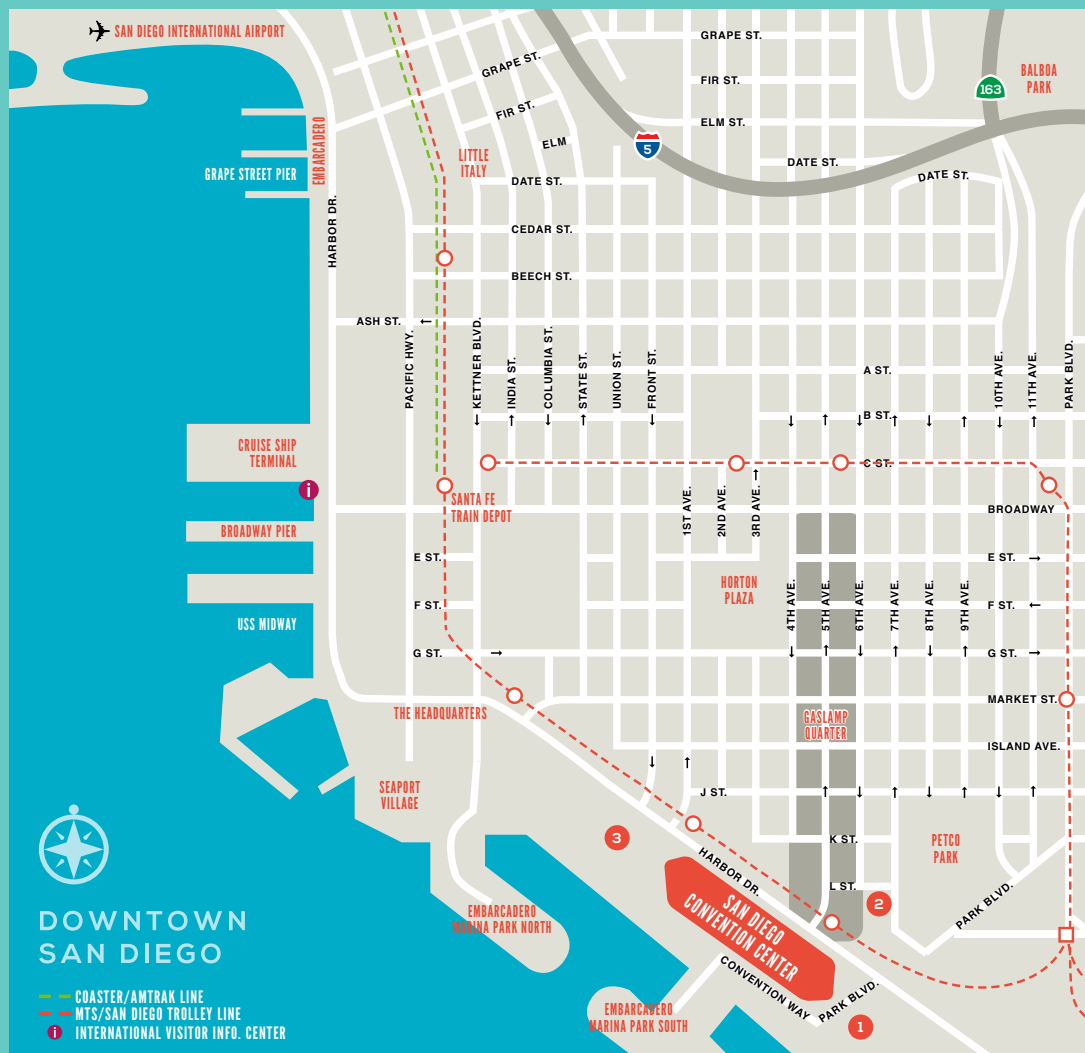 SAN DIEGO INTERNATIONAL AIRPORT
GRAPE ST.
GRAPE ST.
FIR ST.
FIR ST.
ELM
ELM ST.
163
BALBOA
PARK
5
EMBARCADERO
LITTLE
ITALY
DATE ST.
DATE ST.
DATE ST.
GRAPE STREET PIER
HARBOR DR.
CEDAR ST.
BEECH ST.
ASH ST.
PACIFIC HWY.
KETTNER BLVD.
INDIA ST.
COLUMBIA ST.
STATE ST.
UNION ST.
FRONT ST.
A ST.
10TH AVE.
11TH AVE.
PARK BLVD.
B ST.
C ST.
CRUISE SHIP
TERMINAL
i
SANTA FE
TRAIN DEPOT
1ST AVE.
2ND AVE.
3RD AVE.
BROADWAY
BROADWAY PIER
E ST.
E ST.
HORTON
PLAZA
4TH AVE.
5TH AVE.
6TH AVE.
7TH AVE.
8TH AVE.
9TH AVE.
F ST.
F ST.
USS MIDWAY
G ST.
G ST.
MARKET ST.
THE HEADQUARTERS
GASLAMP
QUARTER
ISLAND AVE.
SEAPORT
VILLAGE
J ST.
3
K ST.
PETCO
PARK
HARBOR DR.
L ST.
2
PARK BLVD.
SAN DIEGO
CONVENTION CENTER
EMBARCADERO
MARINA PARK NORTH
CONVENTION WAY
PARK BLVD.
EMBARCADERO
MARINA PARK SOUTH
1
DOWNTOWN
SAN DIEGO
COASTER/AMTRAK LINE
MTS/SAN DIEGO TROLLEY LINE
i INTERNATIONAL VISITOR INFO. CENTER